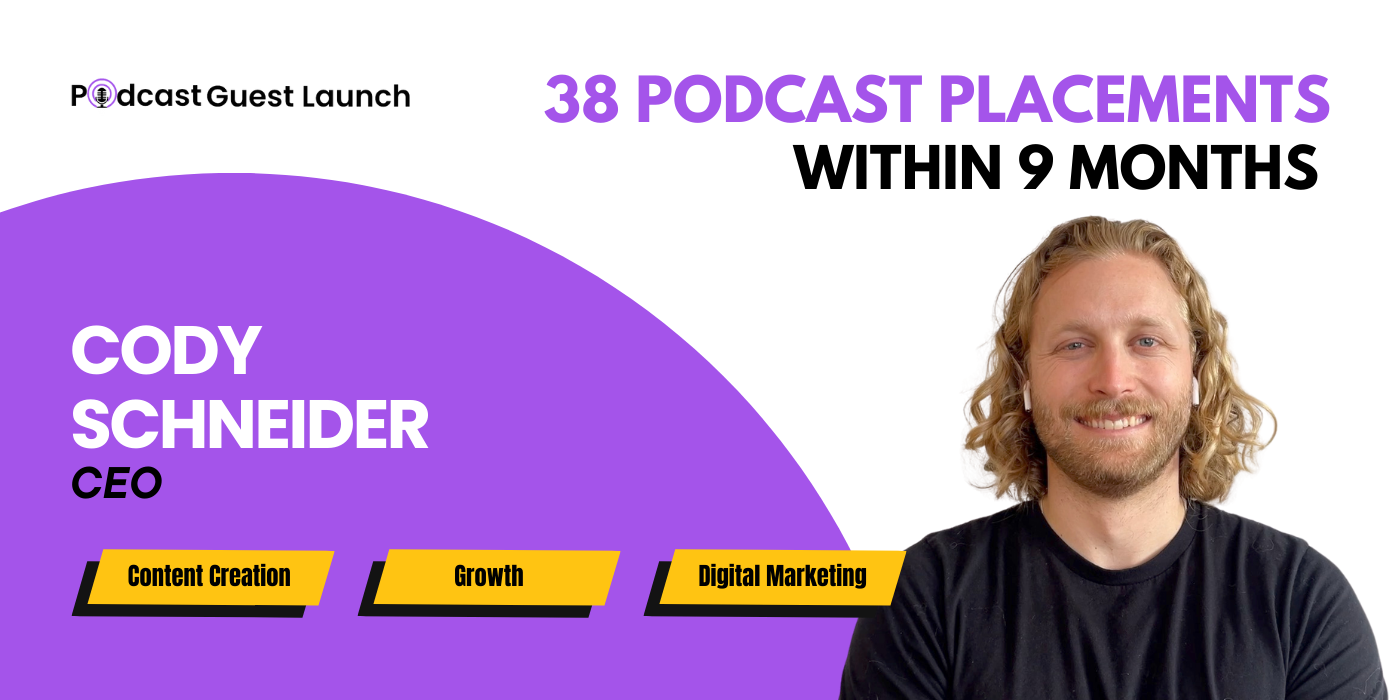 Podcast Guest Launch
38 PODCAST PLACEMENTS
WITHIN 9 MONTHS
CODY
SCHNEIDER
CEO
Content Creation
Growth
Digital Marketing